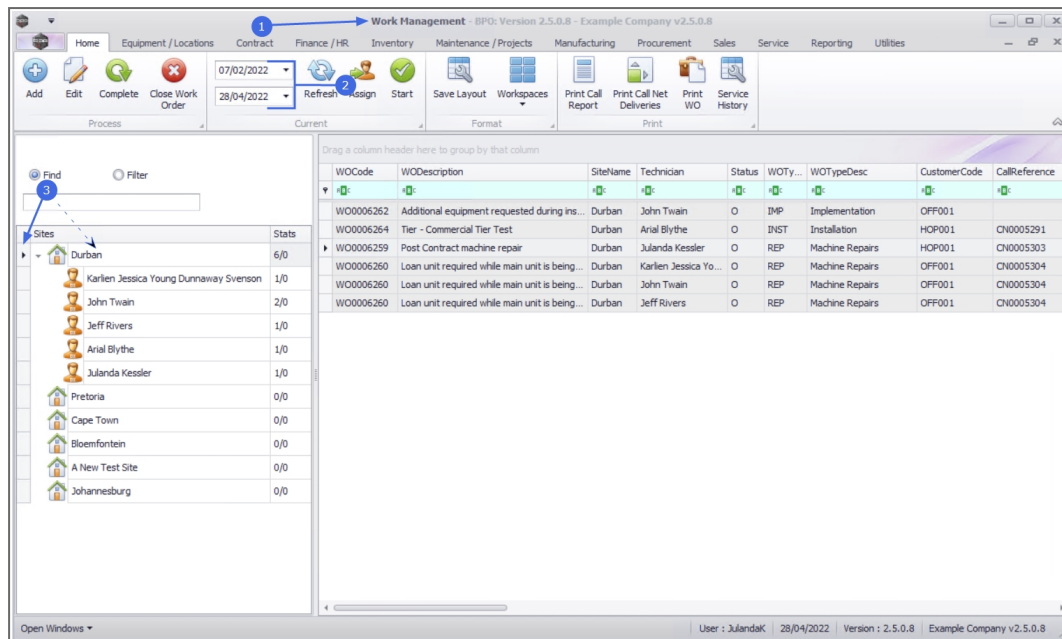 1
Work Management - BPO: Version 2.5.0.8 - Example Company v2.5.0.8
Home Equipment / Locations Contract Finance / HR Inventory Maintenance / Projects Manufacturing Procurement Sales Service Reporting Utilities
07/02/2022
2
28/04/2022
Add Edit Complete Close Work Order Refresh Assign Start Save Layout Workspaces Print Call Report Print Call Net Deliveries Print WO Service History
Process Current Format Print
Drag a column header here to group by that column
Find Filter
3
WOCode WODescription SiteName Technician Status WOTy... WOTypeDesc CustomerCode CallReference
Sites Stats
WO0006262 Additional equipment requested during ins... Durban John Twain O IMP Implementation OFF001
WO0006264 Tier - Commercial Tier Test Durban Arial Blythe O INST Installation HOP001 CN0005291
WO0006259 Post Contract machine repair Durban Julanda Kessler O REP Machine Repairs HOP001 CN0005303
WO0006260 Loan unit required while main unit is being... Durban Karlien Jessica Yo... O REP Machine Repairs OFF001 CN0005304
WO0006260 Loan unit required while main unit is being... Durban John Twain O REP Machine Repairs OFF001 CN0005304
WO0006260 Loan unit required while main unit is being... Durban Jeff Rivers O REP Machine Repairs OFF001 CN0005304
Durban 6/0
Karlien Jessica Young Dunnaway Svenson 1/0
John Twain 2/0
Jeff Rivers 1/0
Arial Blythe 1/0
Julanda Kessler 1/0
Pretoria 0/0
Cape Town 0/0
Bloemfontein 0/0
A New Test Site 0/0
Johannesburg 0/0
Open Windows User : JulandaK 28/04/2022 Version : 2.5.0.8 Example Company v2.5.0.8